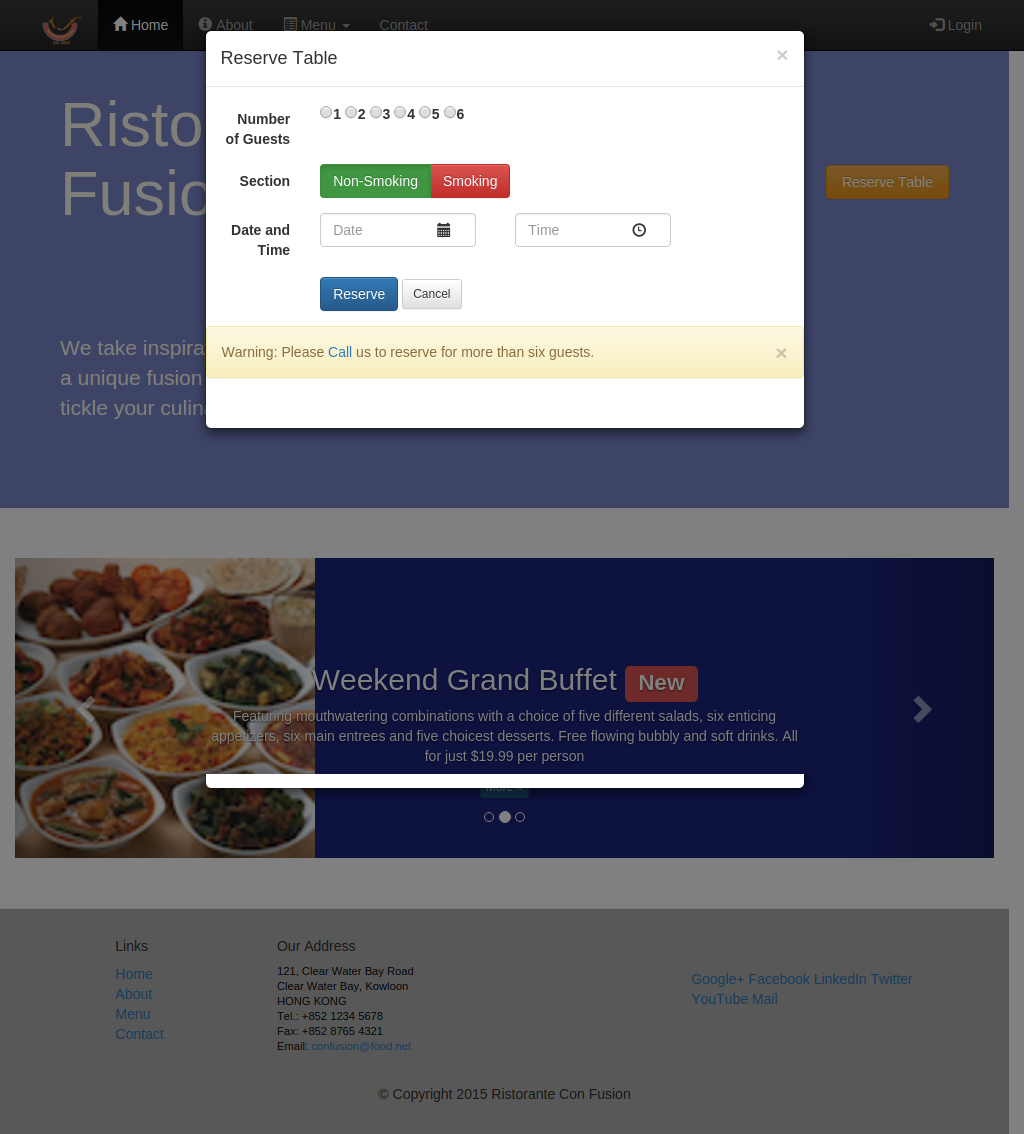 Home About Menu Contact Login
Reserve Table ×
Number of Guests
1 2 3 4 5 6
Section Non-Smoking Smoking
Date and Time
Date Time
Reserve Cancel
Warning: Please Call us to reserve for more than six guests. ×
Risto
Fusio
Reserve Table
We take inspira
a unique fusion
tickle your culina
Weekend Grand Buffet New
Featuring mouthwatering combinations with a choice of five different salads, six enticing
appetizers, six main entrees and five choicest desserts. Free flowing bubbly and soft drinks. All
for just $19.99 per person
More »
Links
Home
About
Menu
Contact
Our Address
121, Clear Water Bay Road
Clear Water Bay, Kowloon
HONG KONG
Tel.: +852 1234 5678
Fax: +852 8765 4321
Email: confusion@food.net
Google+ Facebook LinkedIn Twitter
YouTube Mail
© Copyright 2015 Ristorante Con Fusion